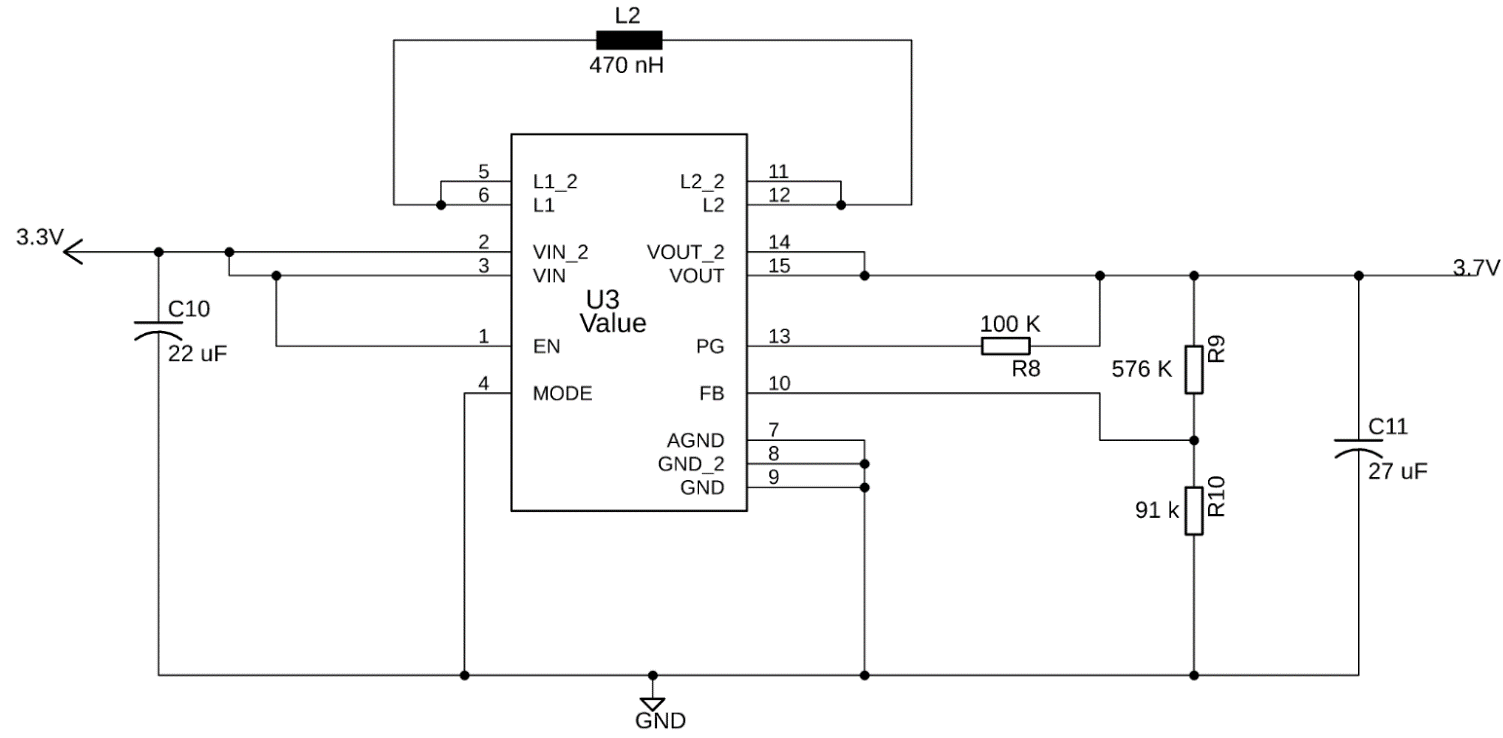 L2
470 nH
5
L1_2
L2_2
11
6
L1
L2
12
3.3V
2
VIN_2
VOUT_2
14
3
VIN
VOUT
15
3.7V
U3
Value
C10
22 uF
1
EN
PG
13
100 K
R8
576 K
R9
4
MODE
FB
10
AGND
7
GND_2
8
GND
9
C11
27 uF
91 k
R10
GND